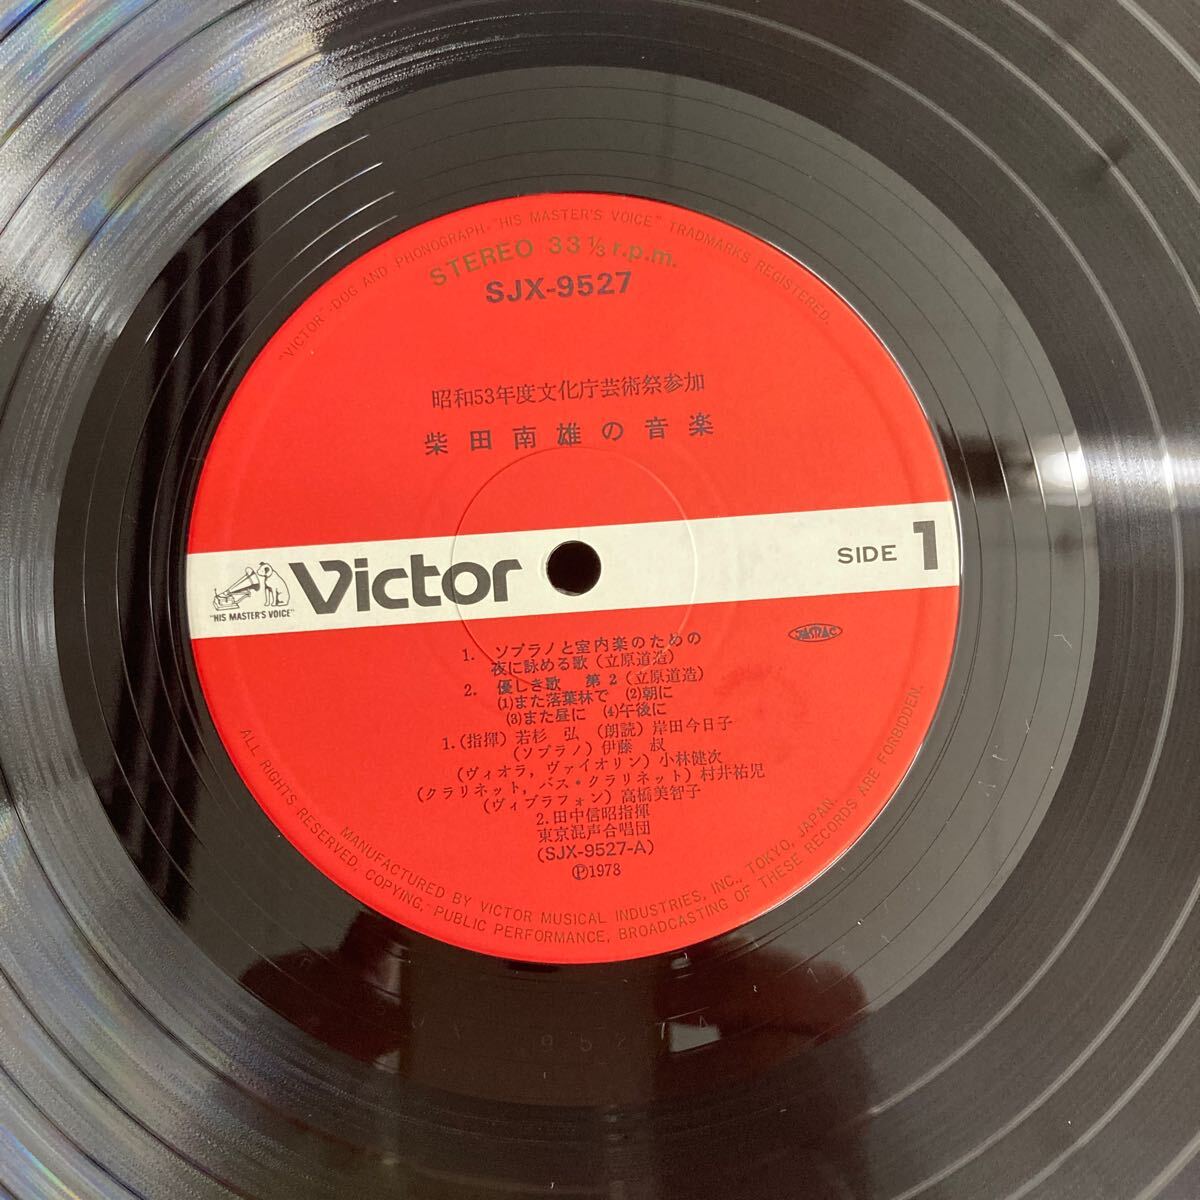 "VICTOR"-DOG AND PHONOGRAPH-"HIS MASTER'S VOICE" TRADMARKS REGISTERED.
STEREO 33 1/3 r.p.m.
SJX-9527
昭和53年度文化庁芸術祭参加
柴田南雄の音楽
"HIS MASTER'S VOICE"
Victor
SIDE 1
JASRAC
1. ソプラノと室内楽のための
夜に詠める歌(立原道造)
2. 優しき歌 第2(立原道造)
(1)また落葉林で (2)朝に
(3)また昼に (4)午後に
1.(指揮)若杉 弘 (朗読)岸田今日子
(ソプラノ)伊藤 叔
(ヴィオラ,ヴァイオリン)小林健次
(クラリネット,バス・クラリネット)村井祐児
(ヴィブラフォン)高橋美智子
2.田中信昭指揮
東京混声合唱団
(SJX-9527-A)
Ⓟ1978
MANUFACTURED BY VICTOR MUSICAL INDUSTRIES, INC., TOKYO, JAPAN.
ALL RIGHTS RESERVED, COPYING, PUBLIC PERFORMANCE, BROADCASTING OF THESE RECORDS ARE FORBIDDEN.